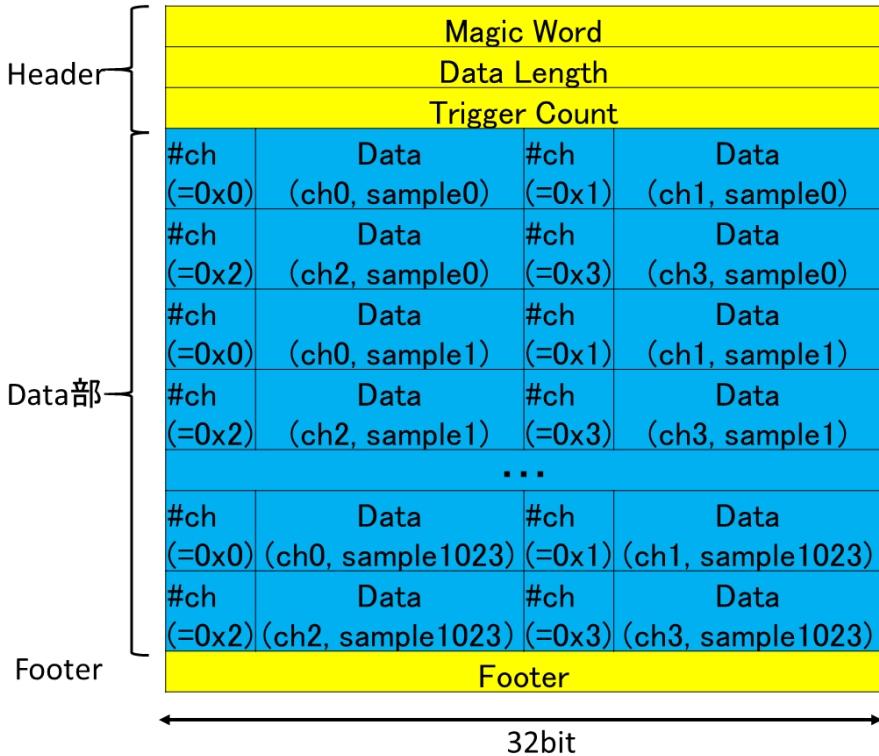 Header
Magic Word
Data Length
Trigger Count
Data部
#ch Data #ch Data
(=0x0) (ch0, sample0) (=0x1) (ch1, sample0)
#ch Data #ch Data
(=0x2) (ch2, sample0) (=0x3) (ch3, sample0)
#ch Data #ch Data
(=0x0) (ch0, sample1) (=0x1) (ch1, sample1)
#ch Data #ch Data
(=0x2) (ch2, sample1) (=0x3) (ch3, sample1)
...
#ch Data #ch Data
(=0x0) (ch0, sample1023) (=0x1) (ch1, sample1023)
#ch Data #ch Data
(=0x2) (ch2, sample1023) (=0x3) (ch3, sample1023)
Footer
Footer
32bit